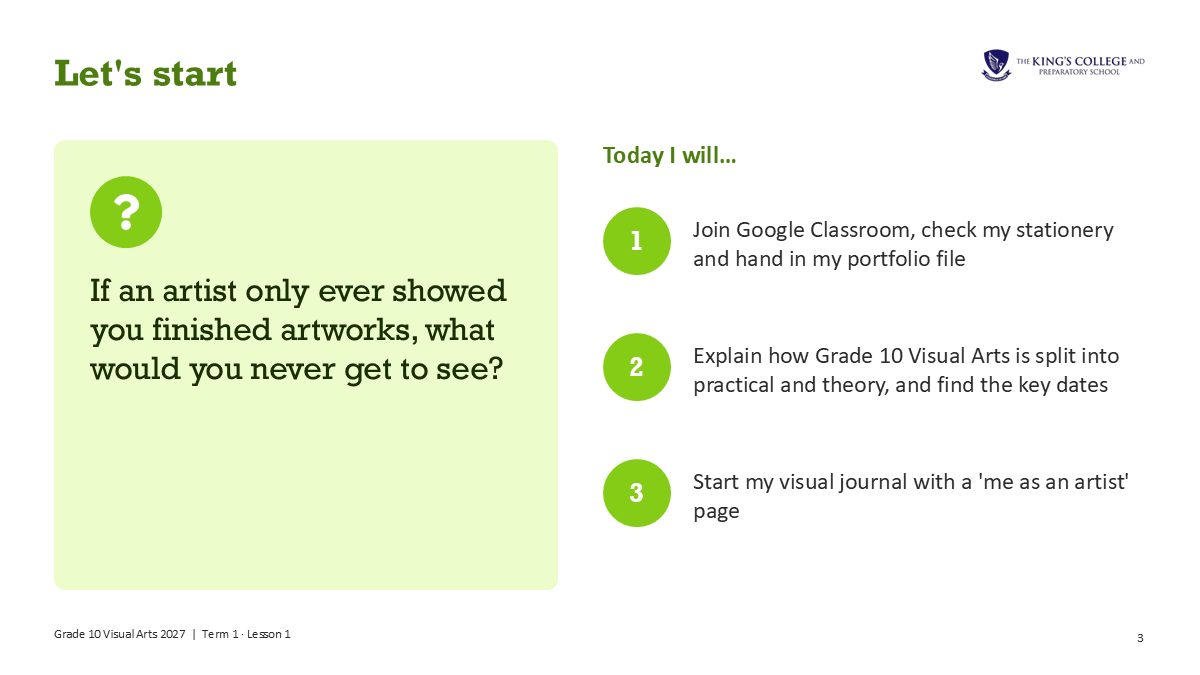 Let's start
THE KING'S COLLEGE AND
PREPARATORY SCHOOL
?
If an artist only ever showed
you finished artworks, what
would you never get to see?
Today I will...
1
Join Google Classroom, check my stationery
and hand in my portfolio file
2
Explain how Grade 10 Visual Arts is split into
practical and theory, and find the key dates
3
Start my visual journal with a 'me as an artist'
page
Grade 10 Visual Arts 2027 | Term 1 · Lesson 1
3